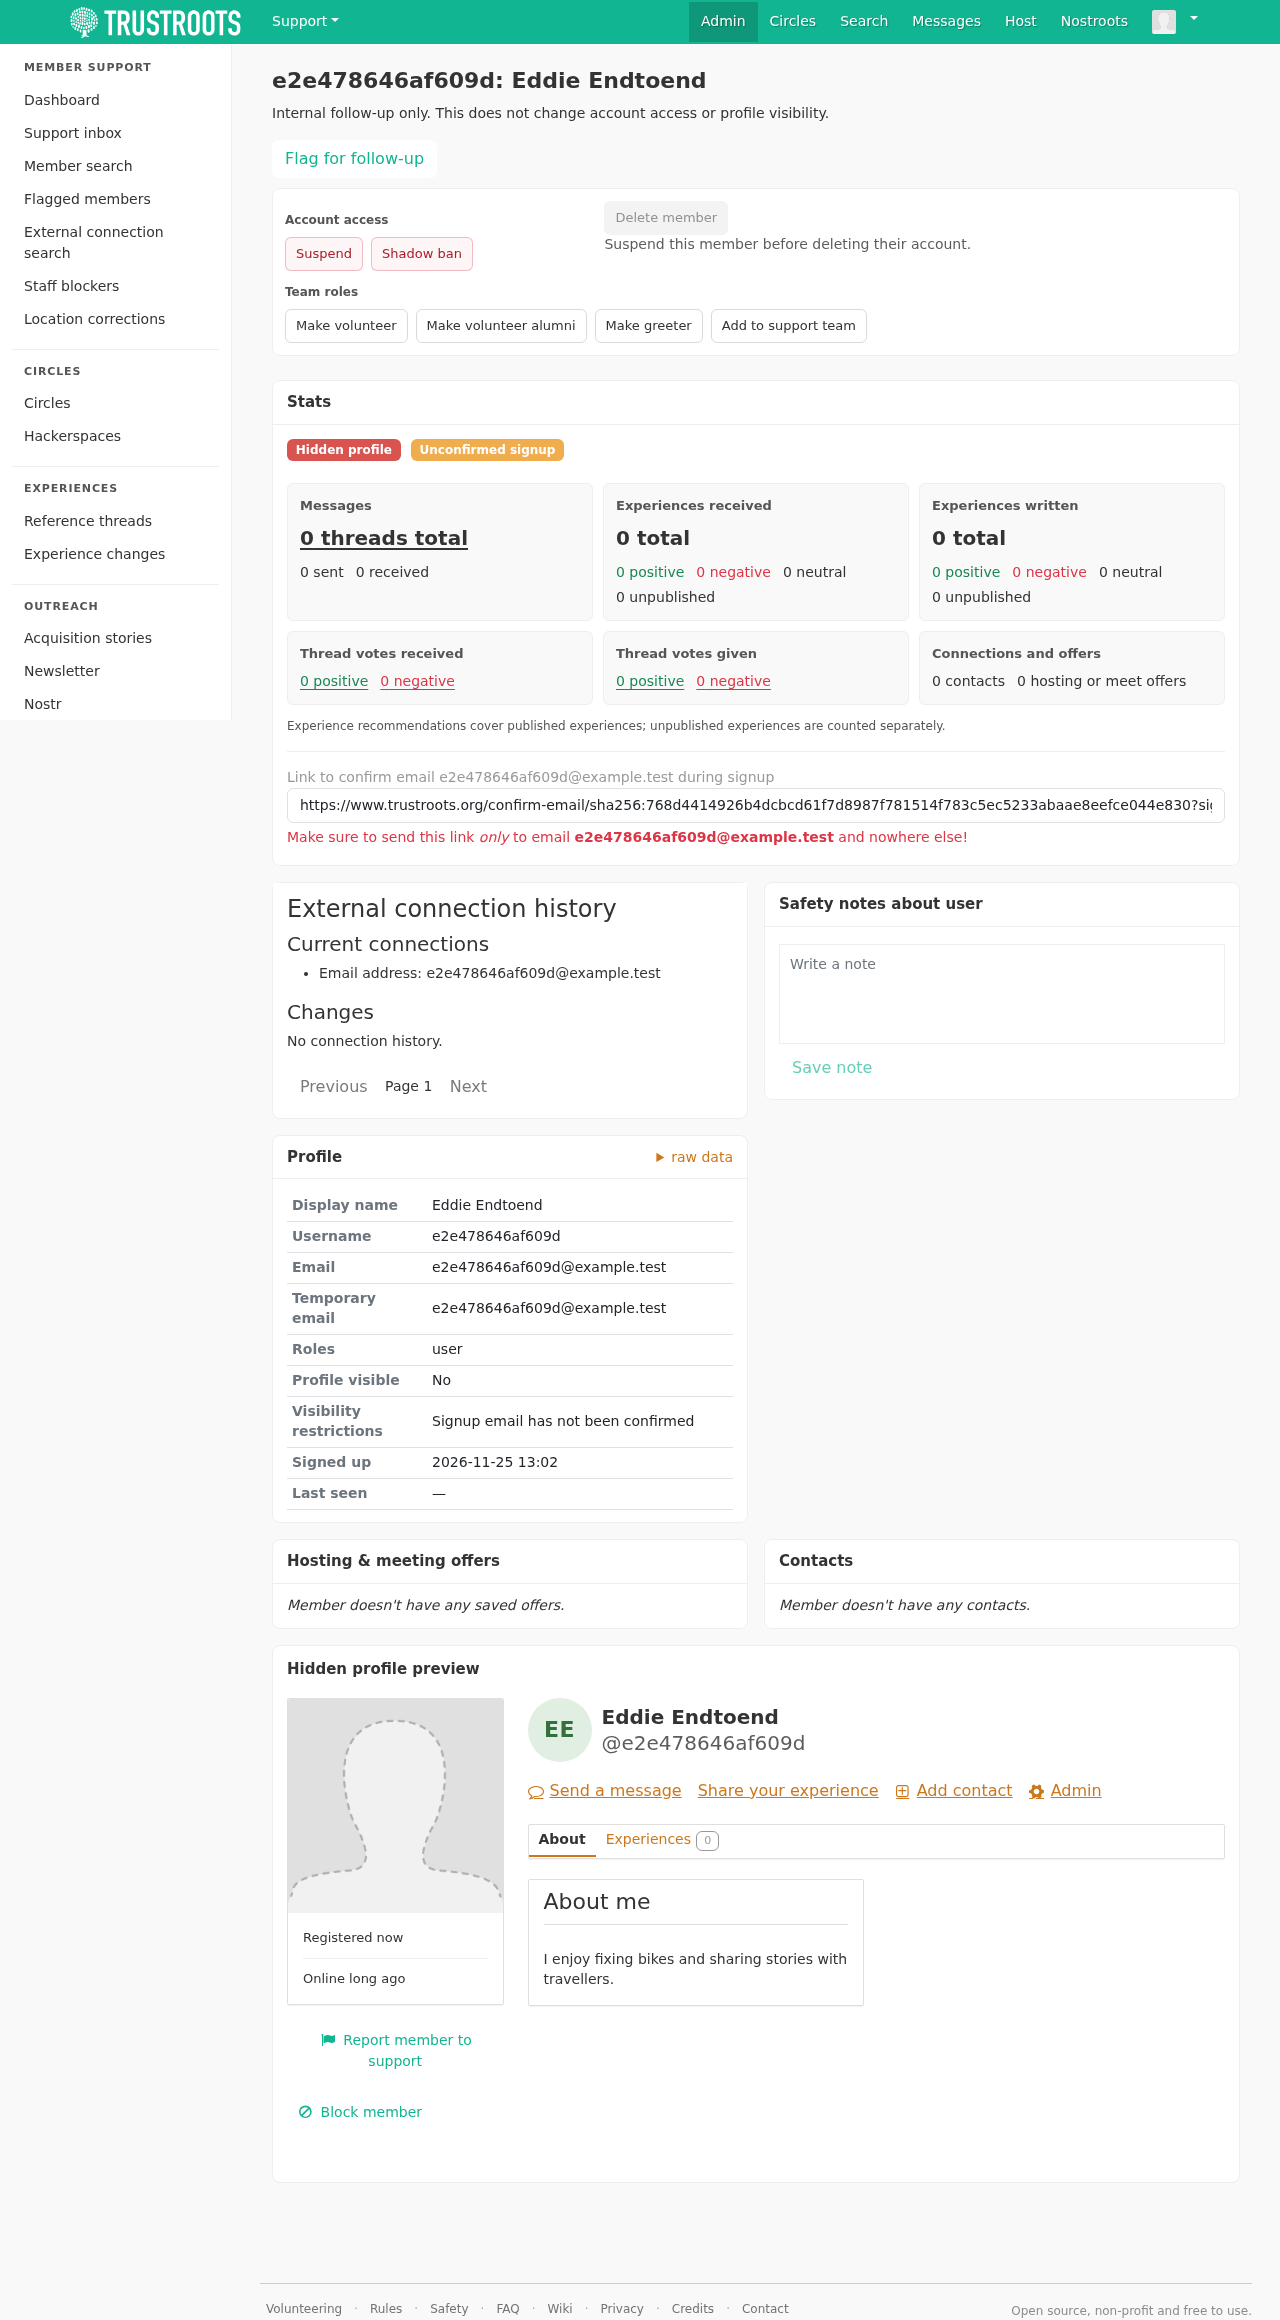 TRUSTROOTS
Support
Admin
Circles
Search
Messages
Host
Nostroots
MEMBER SUPPORT
Dashboard
Support inbox
Member search
Flagged members
External connection
search
Staff blockers
Location corrections
CIRCLES
Circles
Hackerspaces
EXPERIENCES
Reference threads
Experience changes
OUTREACH
Acquisition stories
Newsletter
Nostr
e2e478646af609d: Eddie Endtoend
Internal follow-up only. This does not change account access or profile visibility.
Flag for follow-up
Account access
Suspend
Shadow ban
Delete member
Suspend this member before deleting their account.
Team roles
Make volunteer
Make volunteer alumni
Make greeter
Add to support team
Stats
Hidden profile
Unconfirmed signup
Messages
0 threads total
0 sent 0 received
Experiences received
0 total
0 positive 0 negative 0 neutral
0 unpublished
Experiences written
0 total
0 positive 0 negative 0 neutral
0 unpublished
Thread votes received
0 positive 0 negative
Thread votes given
0 positive 0 negative
Connections and offers
0 contacts 0 hosting or meet offers
Experience recommendations cover published experiences; unpublished experiences are counted separately.
Link to confirm email e2e478646af609d@example.test during signup
https://www.trustroots.org/confirm-email/sha256:768d4414926b4dcbcd61f7d8987f781514f783c5ec5233abaae8eefce044e830?sig
Make sure to send this link only to email e2e478646af609d@example.test and nowhere else!
External connection history
Current connections
• Email address: e2e478646af609d@example.test
Changes
No connection history.
Previous Page 1 Next
Safety notes about user
Write a note
Save note
Profile
raw data
Display name Eddie Endtoend
Username e2e478646af609d
Email e2e478646af609d@example.test
Temporary
email
e2e478646af609d@example.test
Roles user
Profile visible No
Visibility
restrictions
Signup email has not been confirmed
Signed up 2026-11-25 13:02
Last seen —
Hosting & meeting offers
Member doesn't have any saved offers.
Contacts
Member doesn't have any contacts.
Hidden profile preview
Registered now
Online long ago
Report member to
support
Block member
EE
Eddie Endtoend
@e2e478646af609d
Send a message
Share your experience
Add contact
Admin
About
Experiences 0
About me
I enjoy fixing bikes and sharing stories with
travellers.
Volunteering · Rules · Safety · FAQ · Wiki · Privacy · Credits · Contact
Open source, non-profit and free to use.